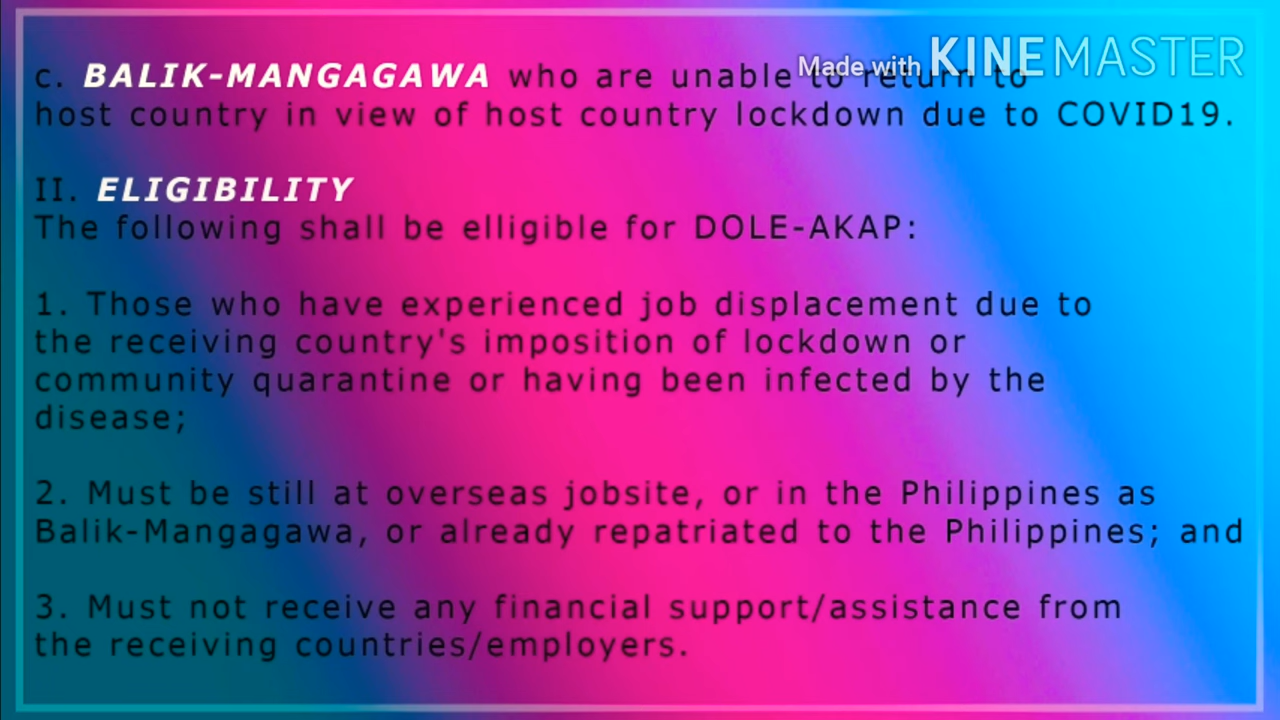 Made with KINEMASTER
c. BALIK-MANGAGAWA who are unable to return to
host country in view of host country lockdown due to COVID19.
II. ELIGIBILITY
The following shall be elligible for DOLE-AKAP:
1. Those who have experienced job displacement due to
the receiving country's imposition of lockdown or
community quarantine or having been infected by the
disease;
2. Must be still at overseas jobsite, or in the Philippines as
Balik-Mangagawa, or already repatriated to the Philippines; and
3. Must not receive any financial support/assistance from
the receiving countries/employers.